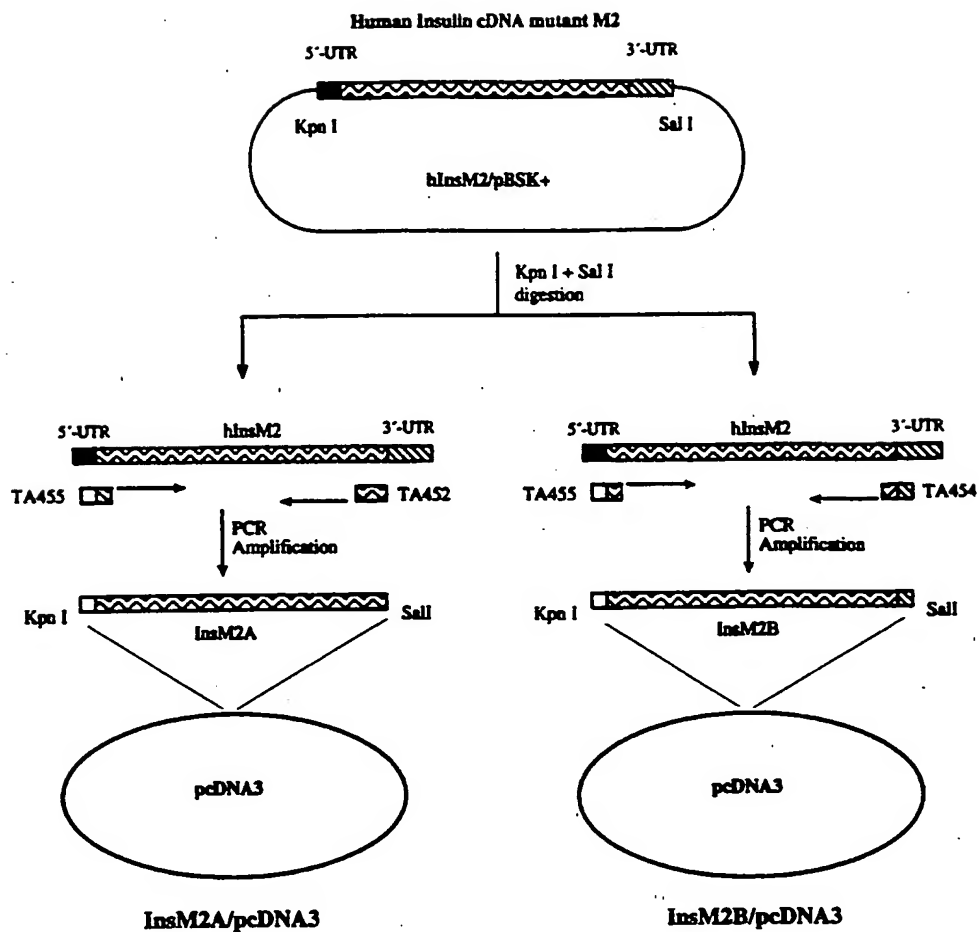 Human Insulin cDNA mutant M2
5´-UTR 3´-UTR
Kpn I Sal I
hInsM2/pBSK+
Kpn I + Sal I
digestion
5´-UTR hInsM2 3´-UTR
TA455 TA452
PCR
Amplification
Kpn I SalI
InsM2A
pcDNA3
InsM2A/pcDNA3
5´-UTR hInsM2 3´-UTR
TA455 TA454
PCR
Amplification
Kpn I SalI
InsM2B
pcDNA3
InsM2B/pcDNA3